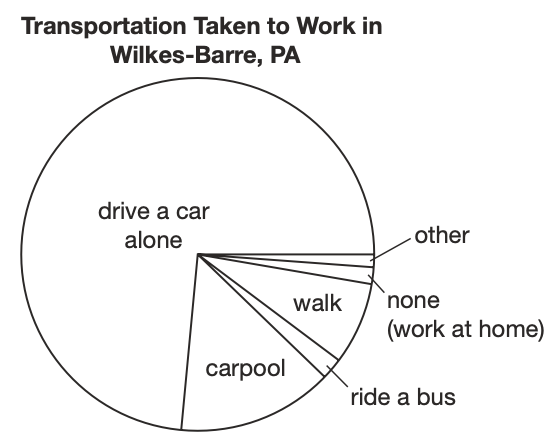 Transportation Taken to Work in
Wilkes-Barre, PA
drive a car
alone
other
none
(work at home)
walk
carpool
ride a bus